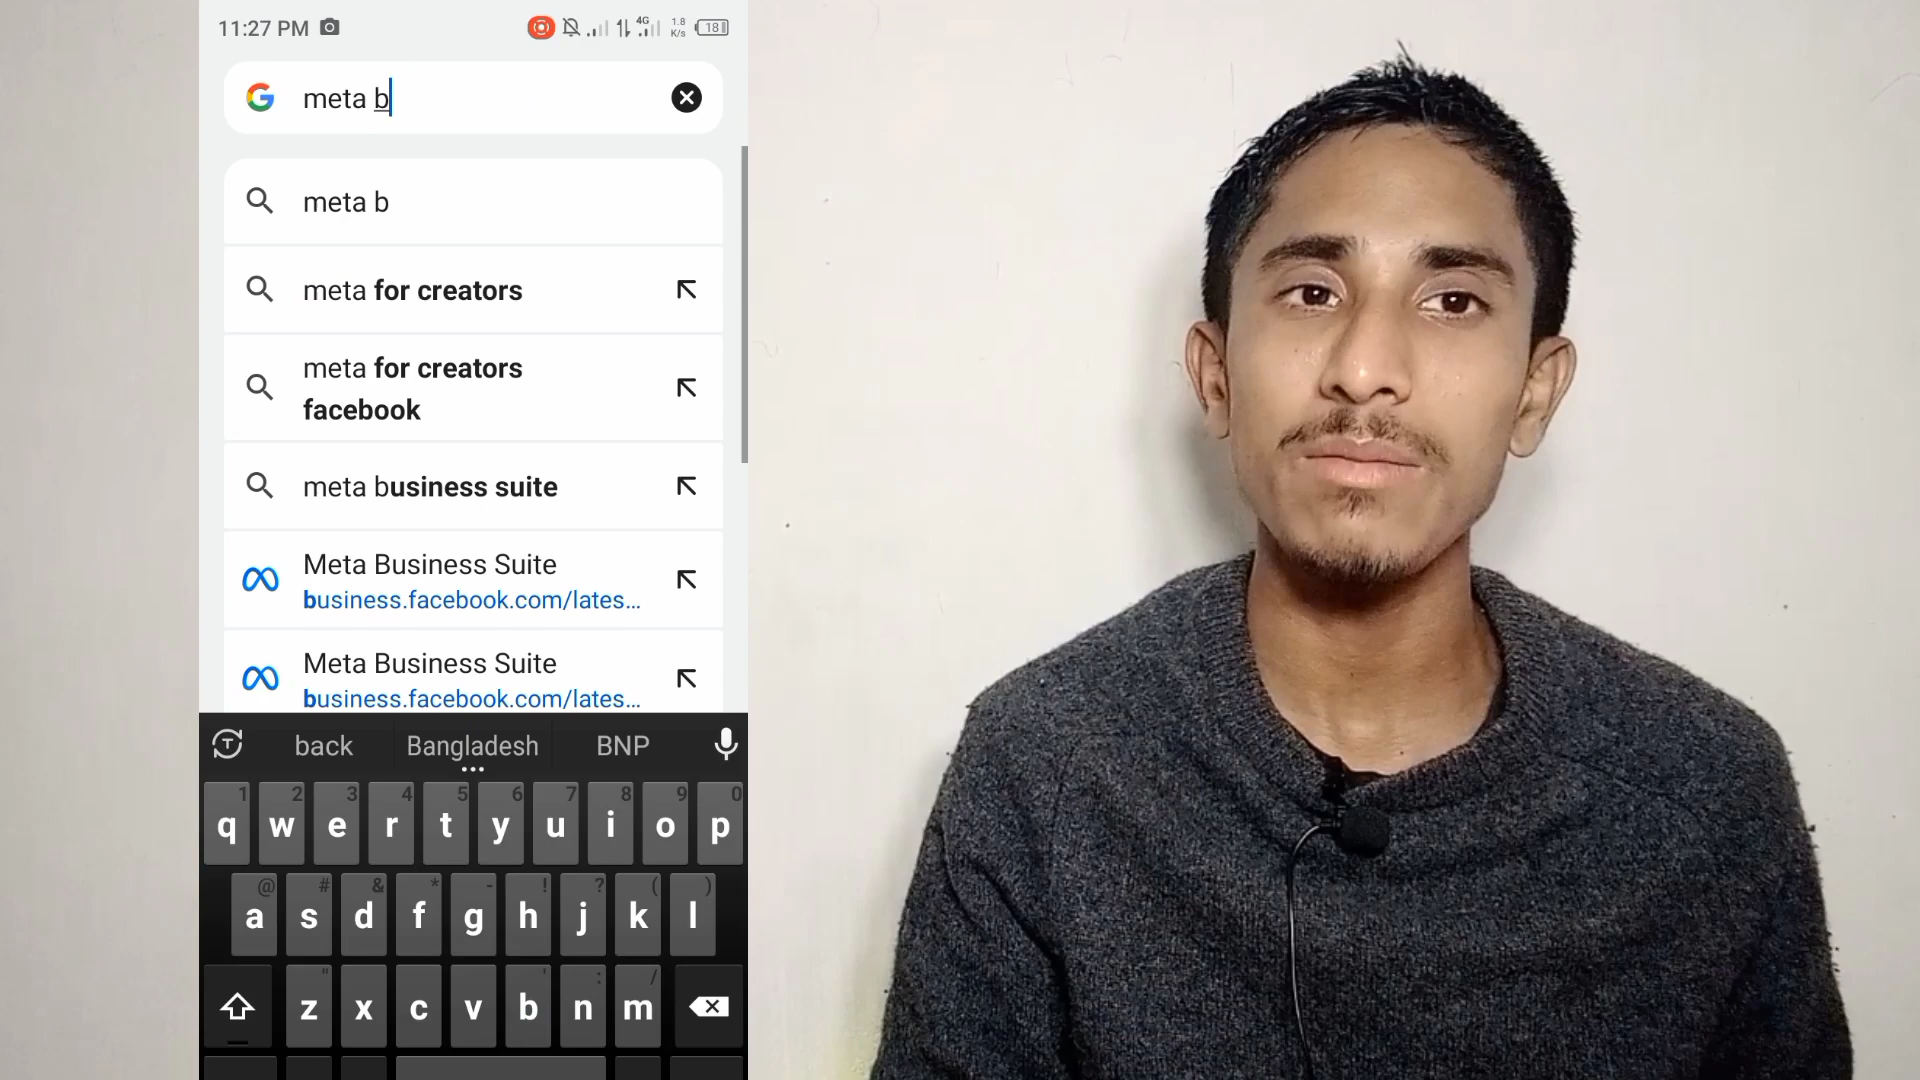 11:27 PM
4G
1.8
K/s
18
meta b
meta b
meta for creators
meta for creators
facebook
meta business suite
Meta Business Suite
business.facebook.com/lates...
Meta Business Suite
business.facebook.com/lates...
back Bangladesh BNP
1 2 3 4 5 6 7 8 9 0
q w e r t y u i o p
@ # & * - ! ? ( )
a s d f g h j k l
" ' : /
z x c v b n m